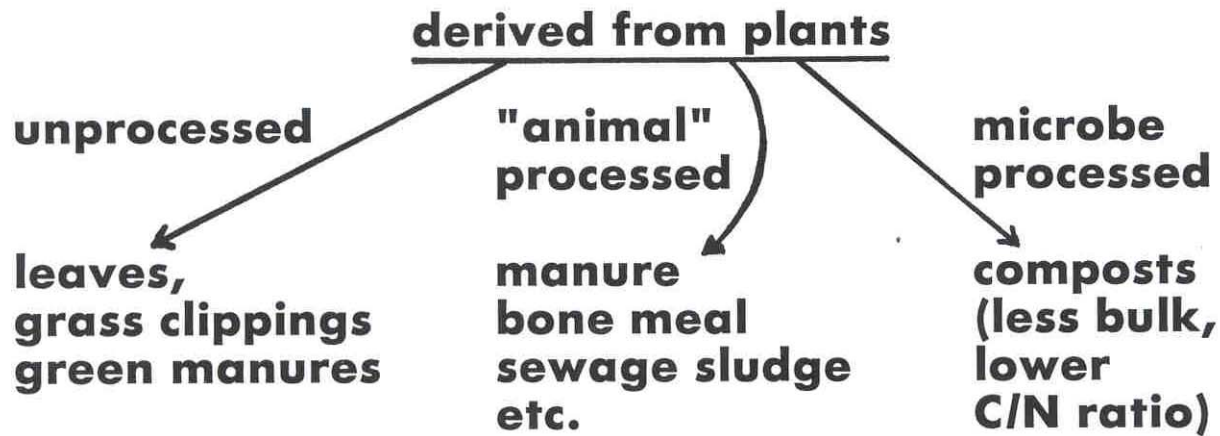 derived from plants
unprocessed
"animal"
processed
microbe
processed
leaves,
grass clippings
green manures
manure
bone meal
sewage sludge
etc.
composts
(less bulk,
lower
C/N ratio)